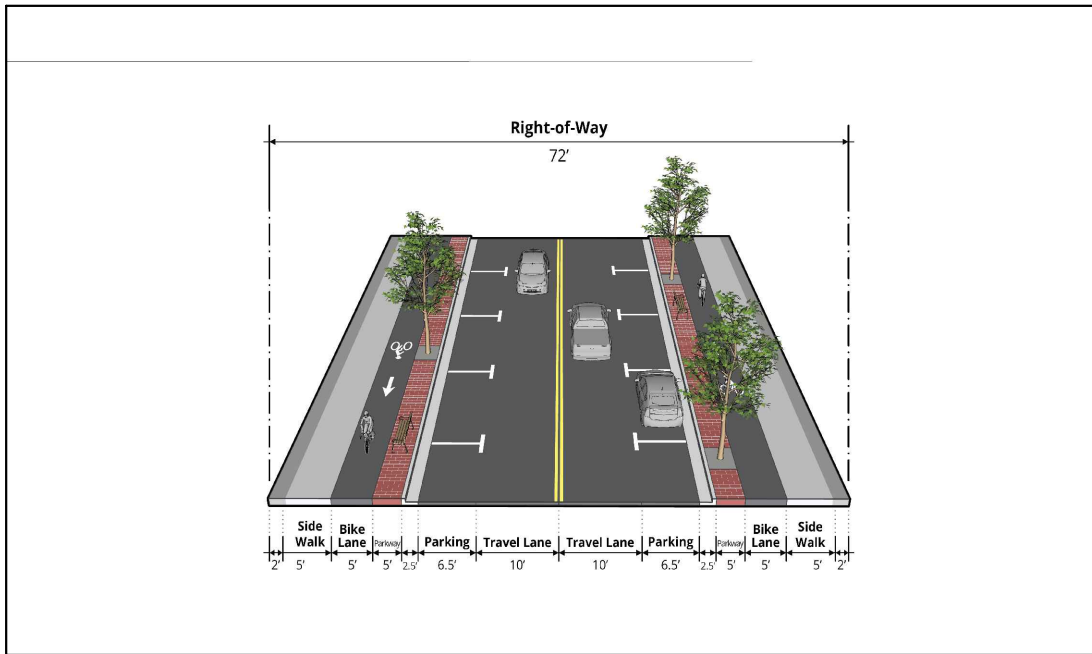 Right-of-Way
72’
Side Walk
Bike Lane
Parkway
Parking
Travel Lane
Travel Lane
Parking
Parkway
Bike Lane
Side Walk
2’ 5’ 5’ 5’ 2.5’ 6.5’ 10’ 10’ 6.5’ 2.5’ 5’ 5’ 5’ 2’